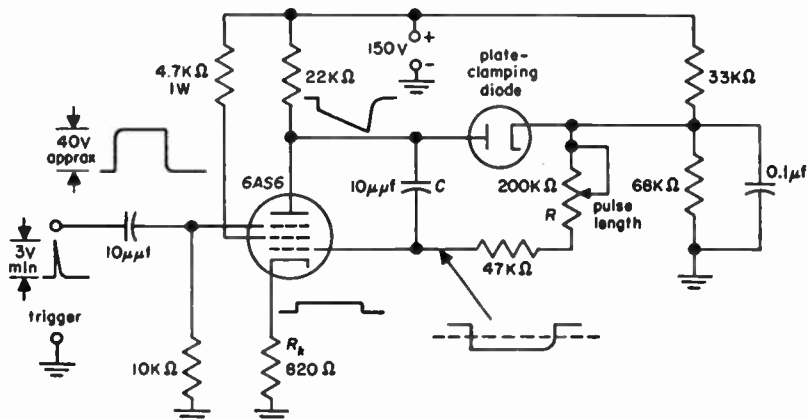 150V
+
-
plate-
clamping
diode
4.7KΩ
1W
22KΩ
33KΩ
40V
approx
6AS6
10μμf
C
200KΩ
R
pulse
length
68KΩ
0.1μf
3V
min
10μμf
47KΩ
trigger
10KΩ
Rk
820Ω